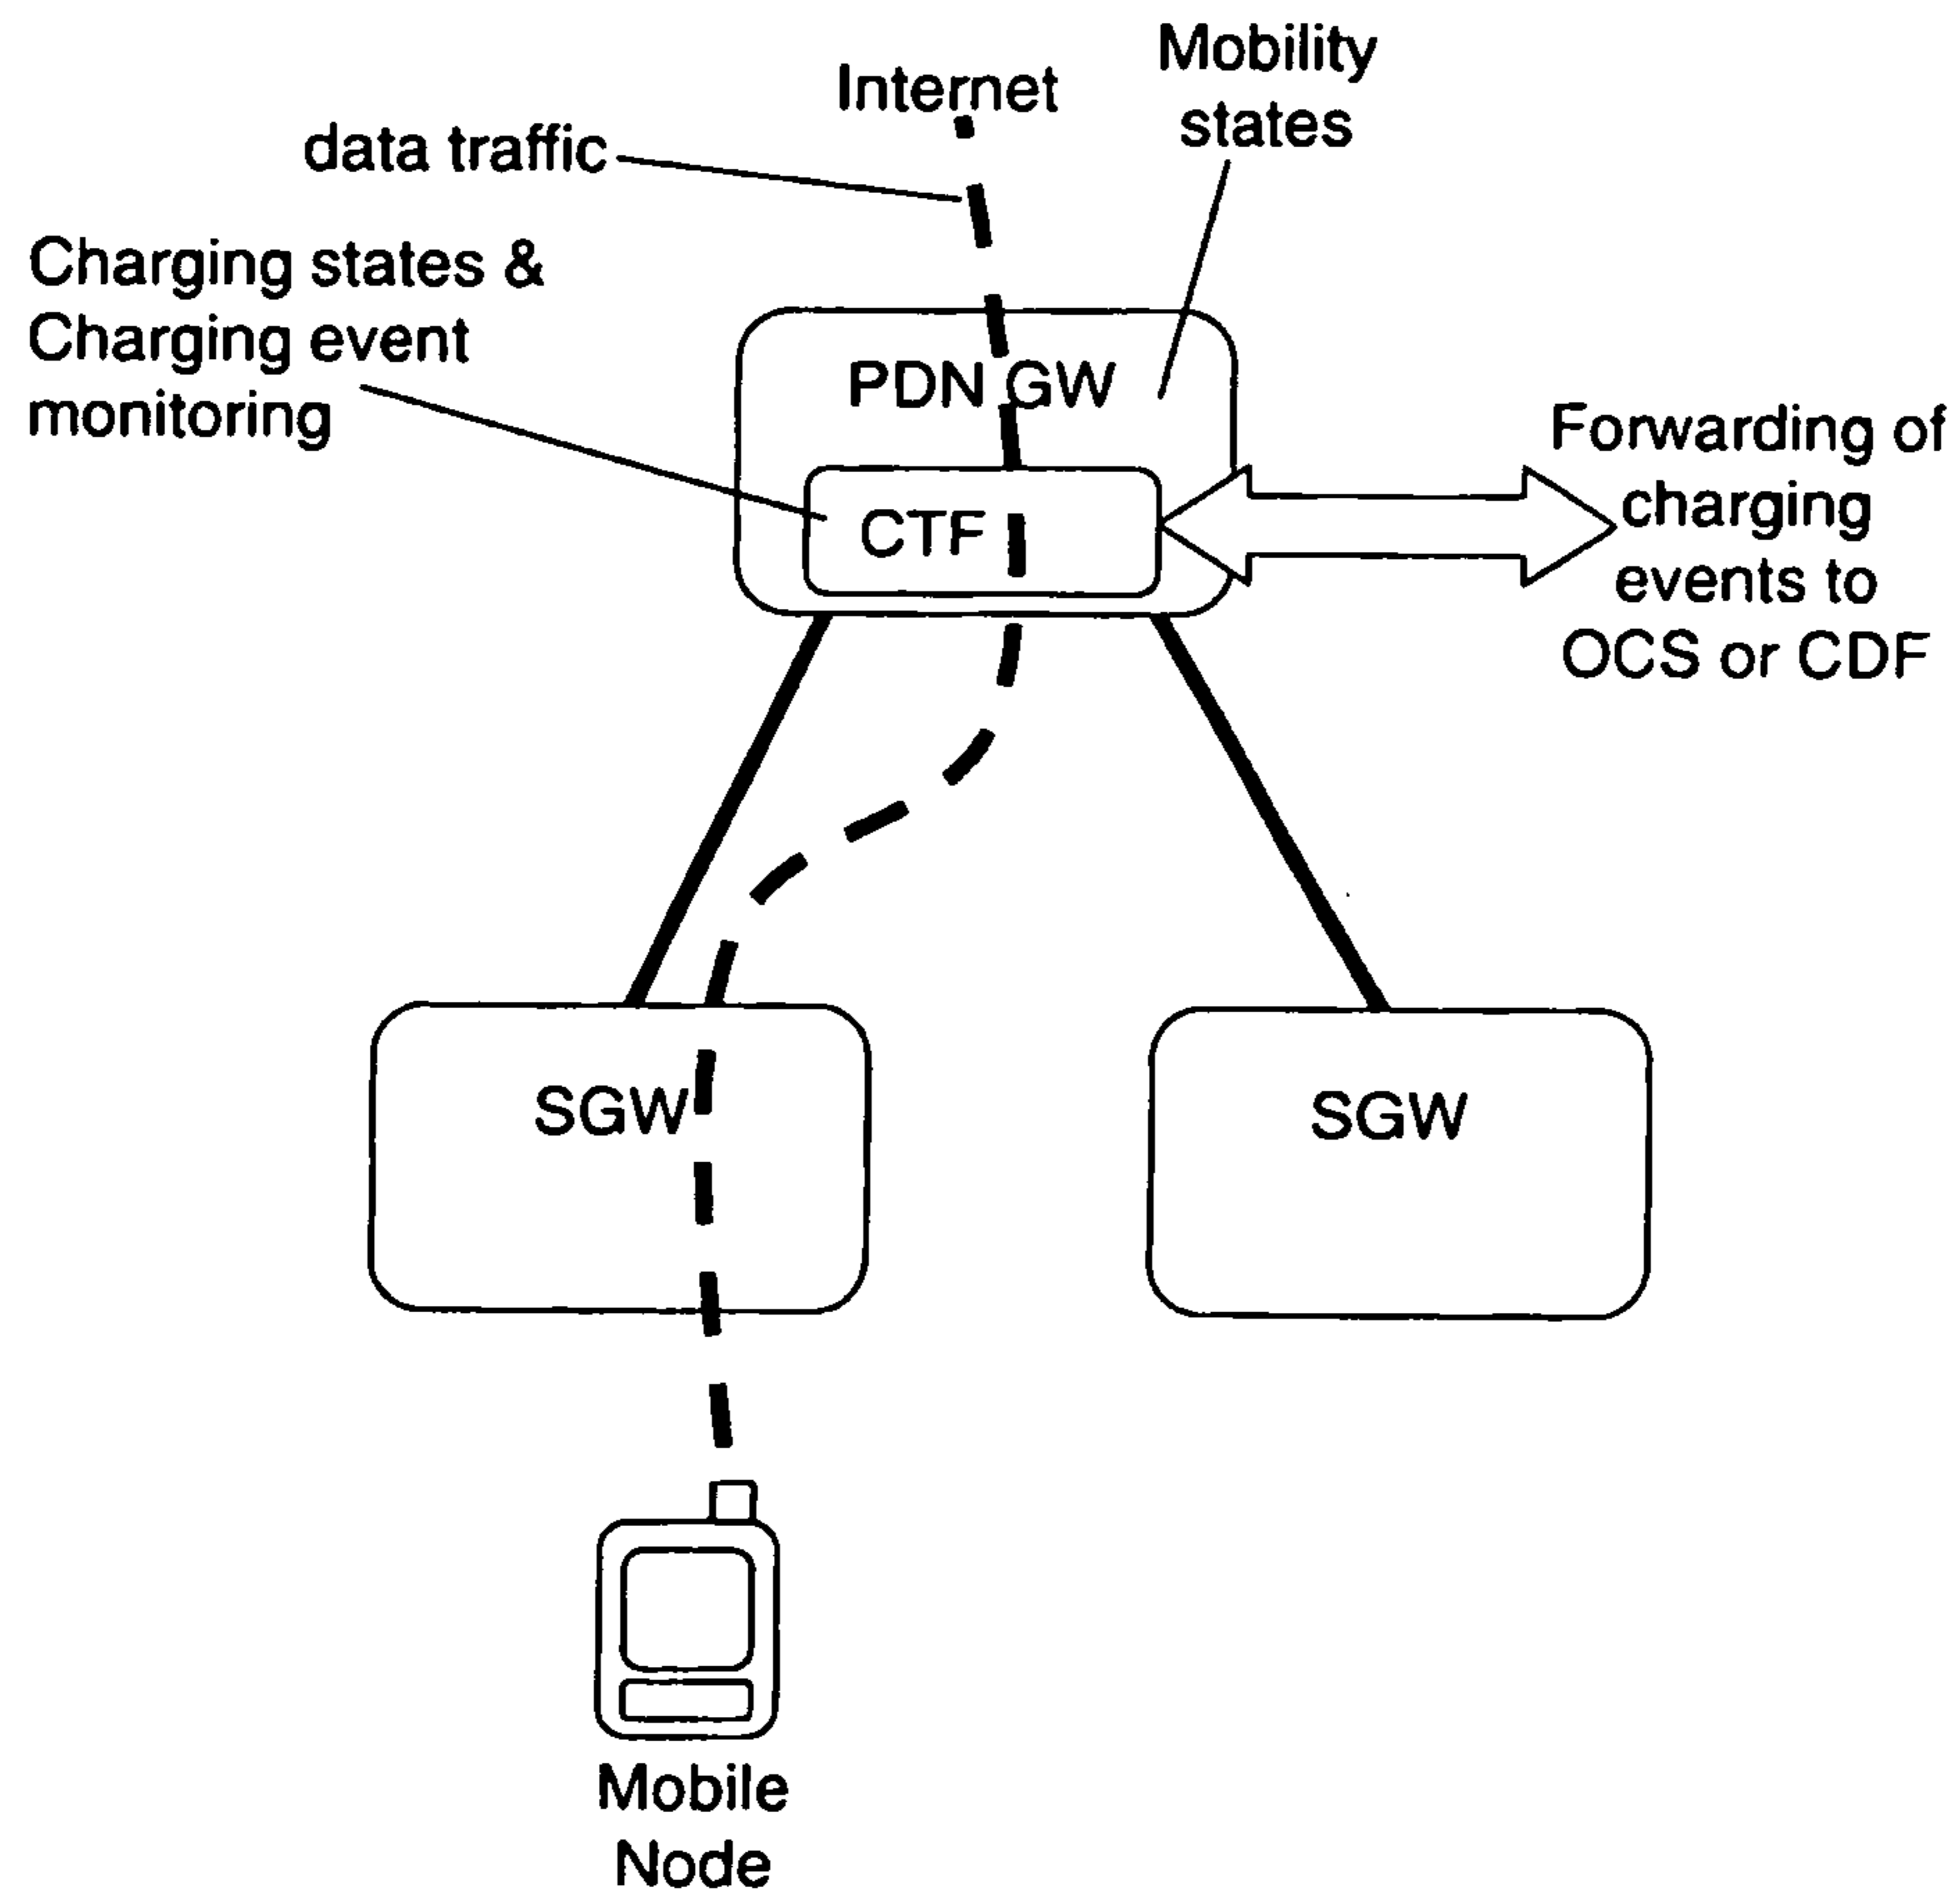 Internet
Mobility
states
data traffic
Charging states &
Charging event
monitoring
PDN GW
CTF
Forwarding of
charging
events to
OCS or CDF
SGW
SGW
Mobile
Node